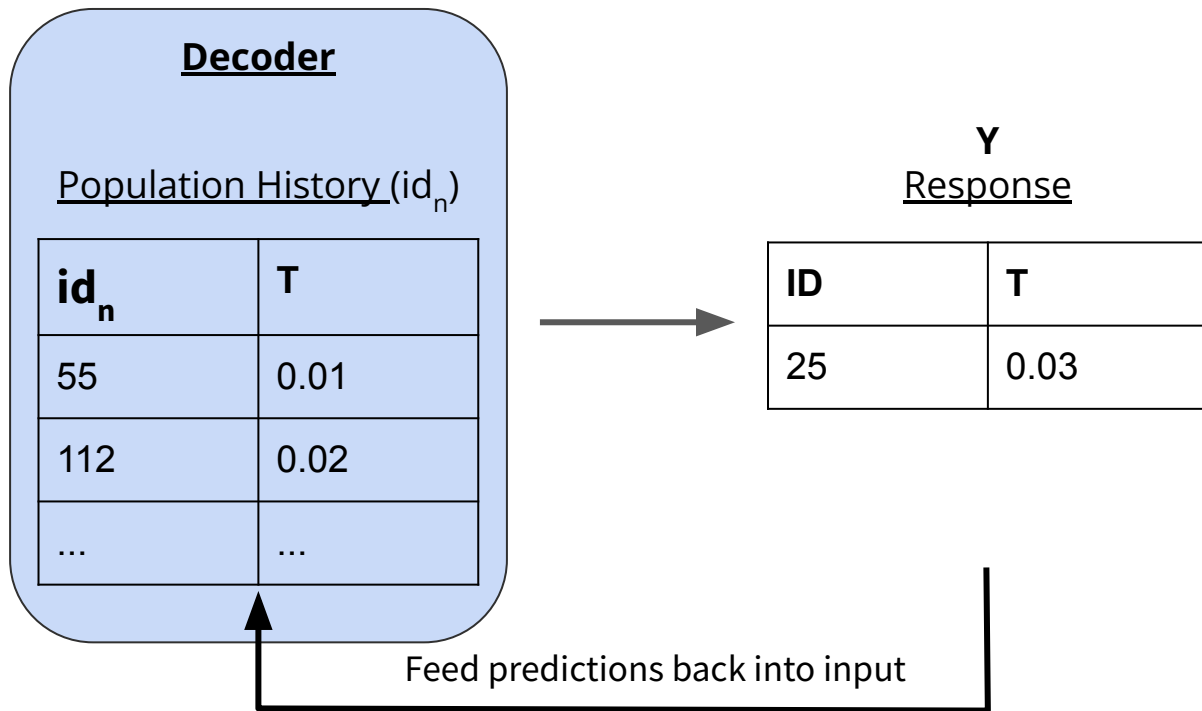 Decoder
Population History (idn)
idn T
55 0.01
112 0.02
... ...
Y
Response
ID T
25 0.03
Feed predictions back into input